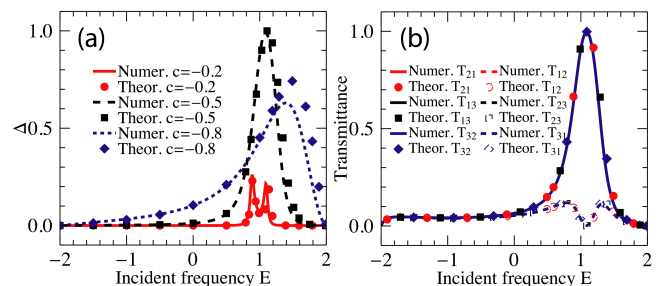 (a)
1.0
0.5
0.0
Δ
Numer. c=−0.2
Theor. c=−0.2
Numer. c=−0.5
Theor. c=−0.5
Numer. c=−0.8
Theor. c=−0.8
−2 −1 0 1 2
Incident frequency E
(b)
1.0
0.5
0.0
Transmittance
Numer. T21 Numer. T12
Theor. T21 Theor. T12
Numer. T13 Numer. T23
Theor. T13 Theor. T23
Numer. T32 Numer. T31
Theor. T32 Theor. T31
−2 −1 0 1 2
Incident frequency E